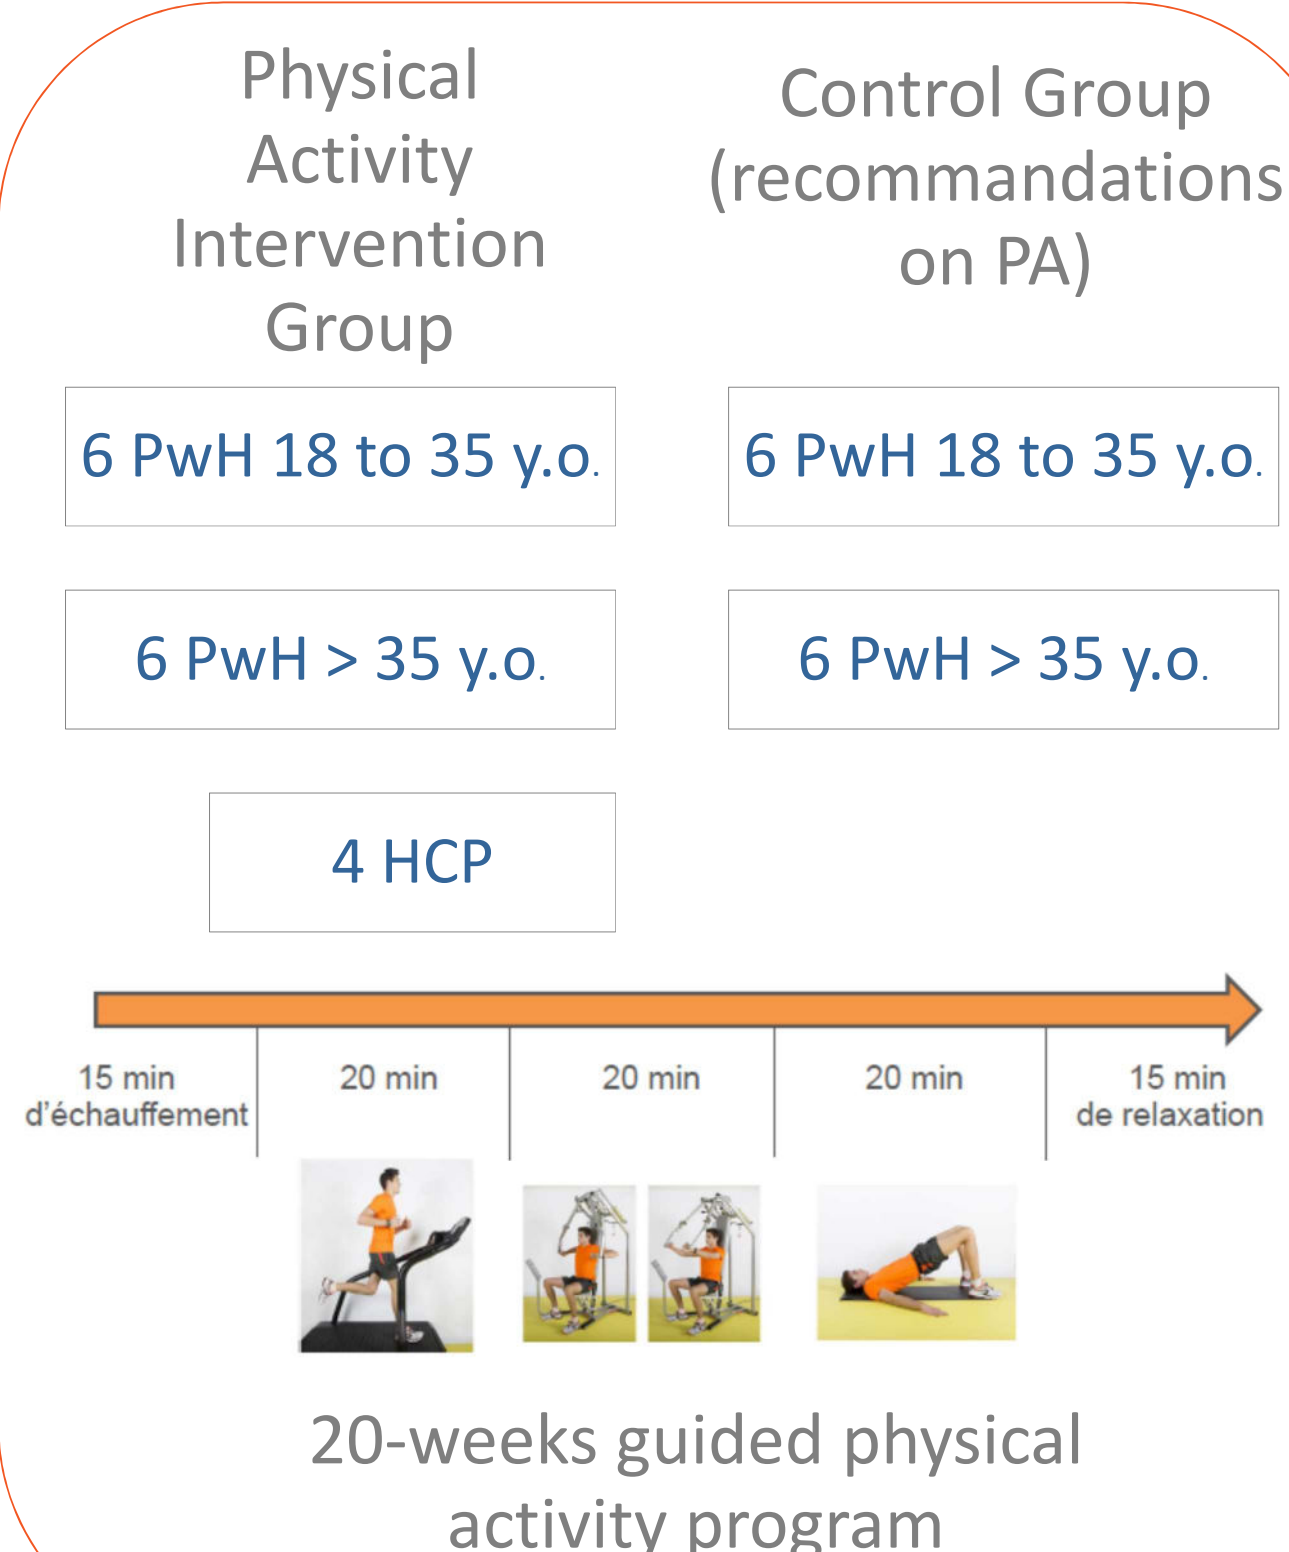 Physical
Activity
Intervention
Group
Control Group
(recommandations
on PA)
6 PwH 18 to 35 y.o.
6 PwH 18 to 35 y.o.
6 PwH > 35 y.o.
6 PwH > 35 y.o.
4 HCP
15 min
d'échauffement
20 min
20 min
20 min
15 min
de relaxation
20-weeks guided physical
activity program